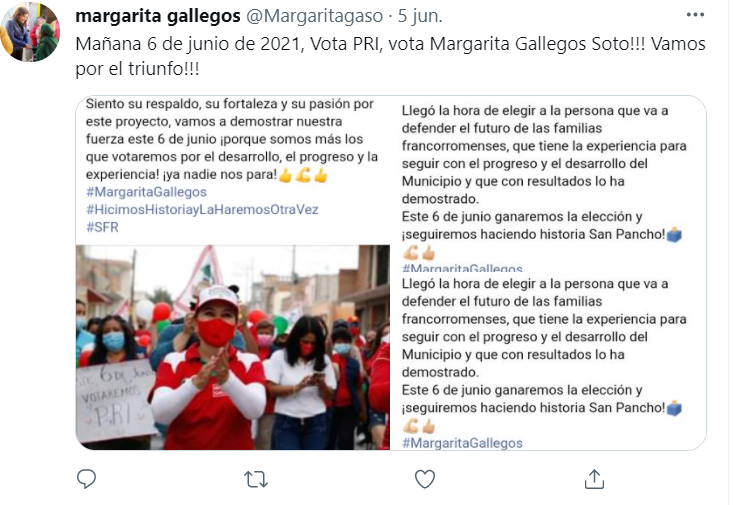 margarita gallegos @Margaritagaso · 5 jun.
Mañana 6 de junio de 2021, Vota PRI, vota Margarita Gallegos Soto!!! Vamos
por el triunfo!!!
Siento su respaldo, su fortaleza y su pasión por
este proyecto, vamos a demostrar nuestra
fuerza este 6 de junio ¡porque somos más los
que votaremos por el desarrollo, el progreso y la
experiencia! ¡ya nadie nos para!👍💪👍
#MargaritaGallegos
#HicimosHistoriayLaHaremosOtraVez
#SFR
STE 6 DE JUNIO
VOTAREMOS
PRI
Llegó la hora de elegir a la persona que va a
defender el futuro de las familias
francorromenses, que tiene la experiencia para
seguir con el progreso y el desarrollo del
Municipio y que con resultados lo ha
demostrado.
Este 6 de junio ganaremos la elección y
¡seguiremos haciendo historia San Pancho!🗳️
💪🏼👍🏼
#MargaritaGallegos
Llegó la hora de elegir a la persona que va a
defender el futuro de las familias
francorromenses, que tiene la experiencia para
seguir con el progreso y el desarrollo del
Municipio y que con resultados lo ha
demostrado.
Este 6 de junio ganaremos la elección y
¡seguiremos haciendo historia San Pancho!🗳️
💪🏼👍🏼
#MargaritaGallegos